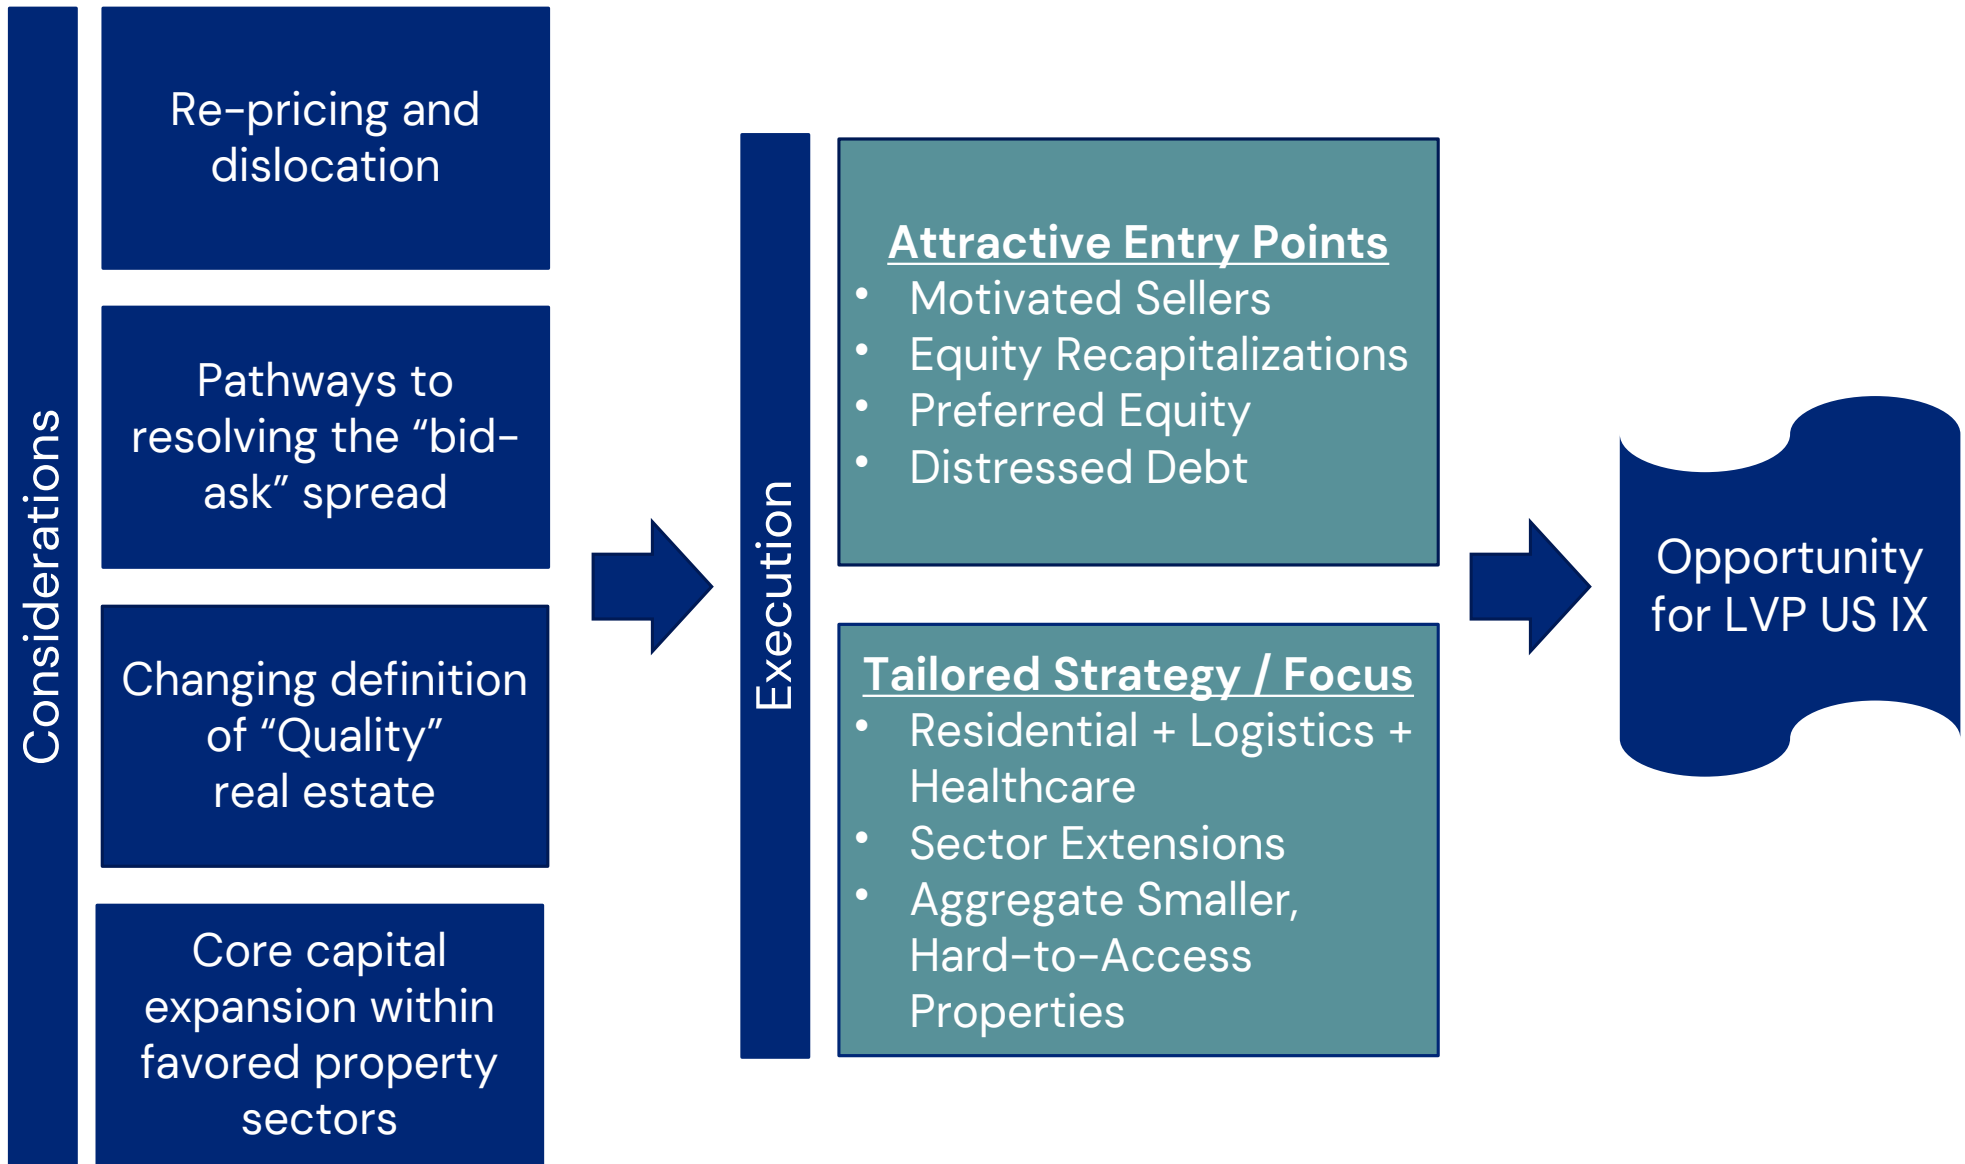 Considerations
Re-pricing and
dislocation
Pathways to
resolving the “bid-
ask” spread
Changing definition
of “Quality”
real estate
Core capital
expansion within
favored property
sectors
Execution
Attractive Entry Points
• Motivated Sellers
• Equity Recapitalizations
• Preferred Equity
• Distressed Debt
Tailored Strategy / Focus
• Residential + Logistics +
Healthcare
• Sector Extensions
• Aggregate Smaller,
Hard-to-Access
Properties
Opportunity
for LVP US IX